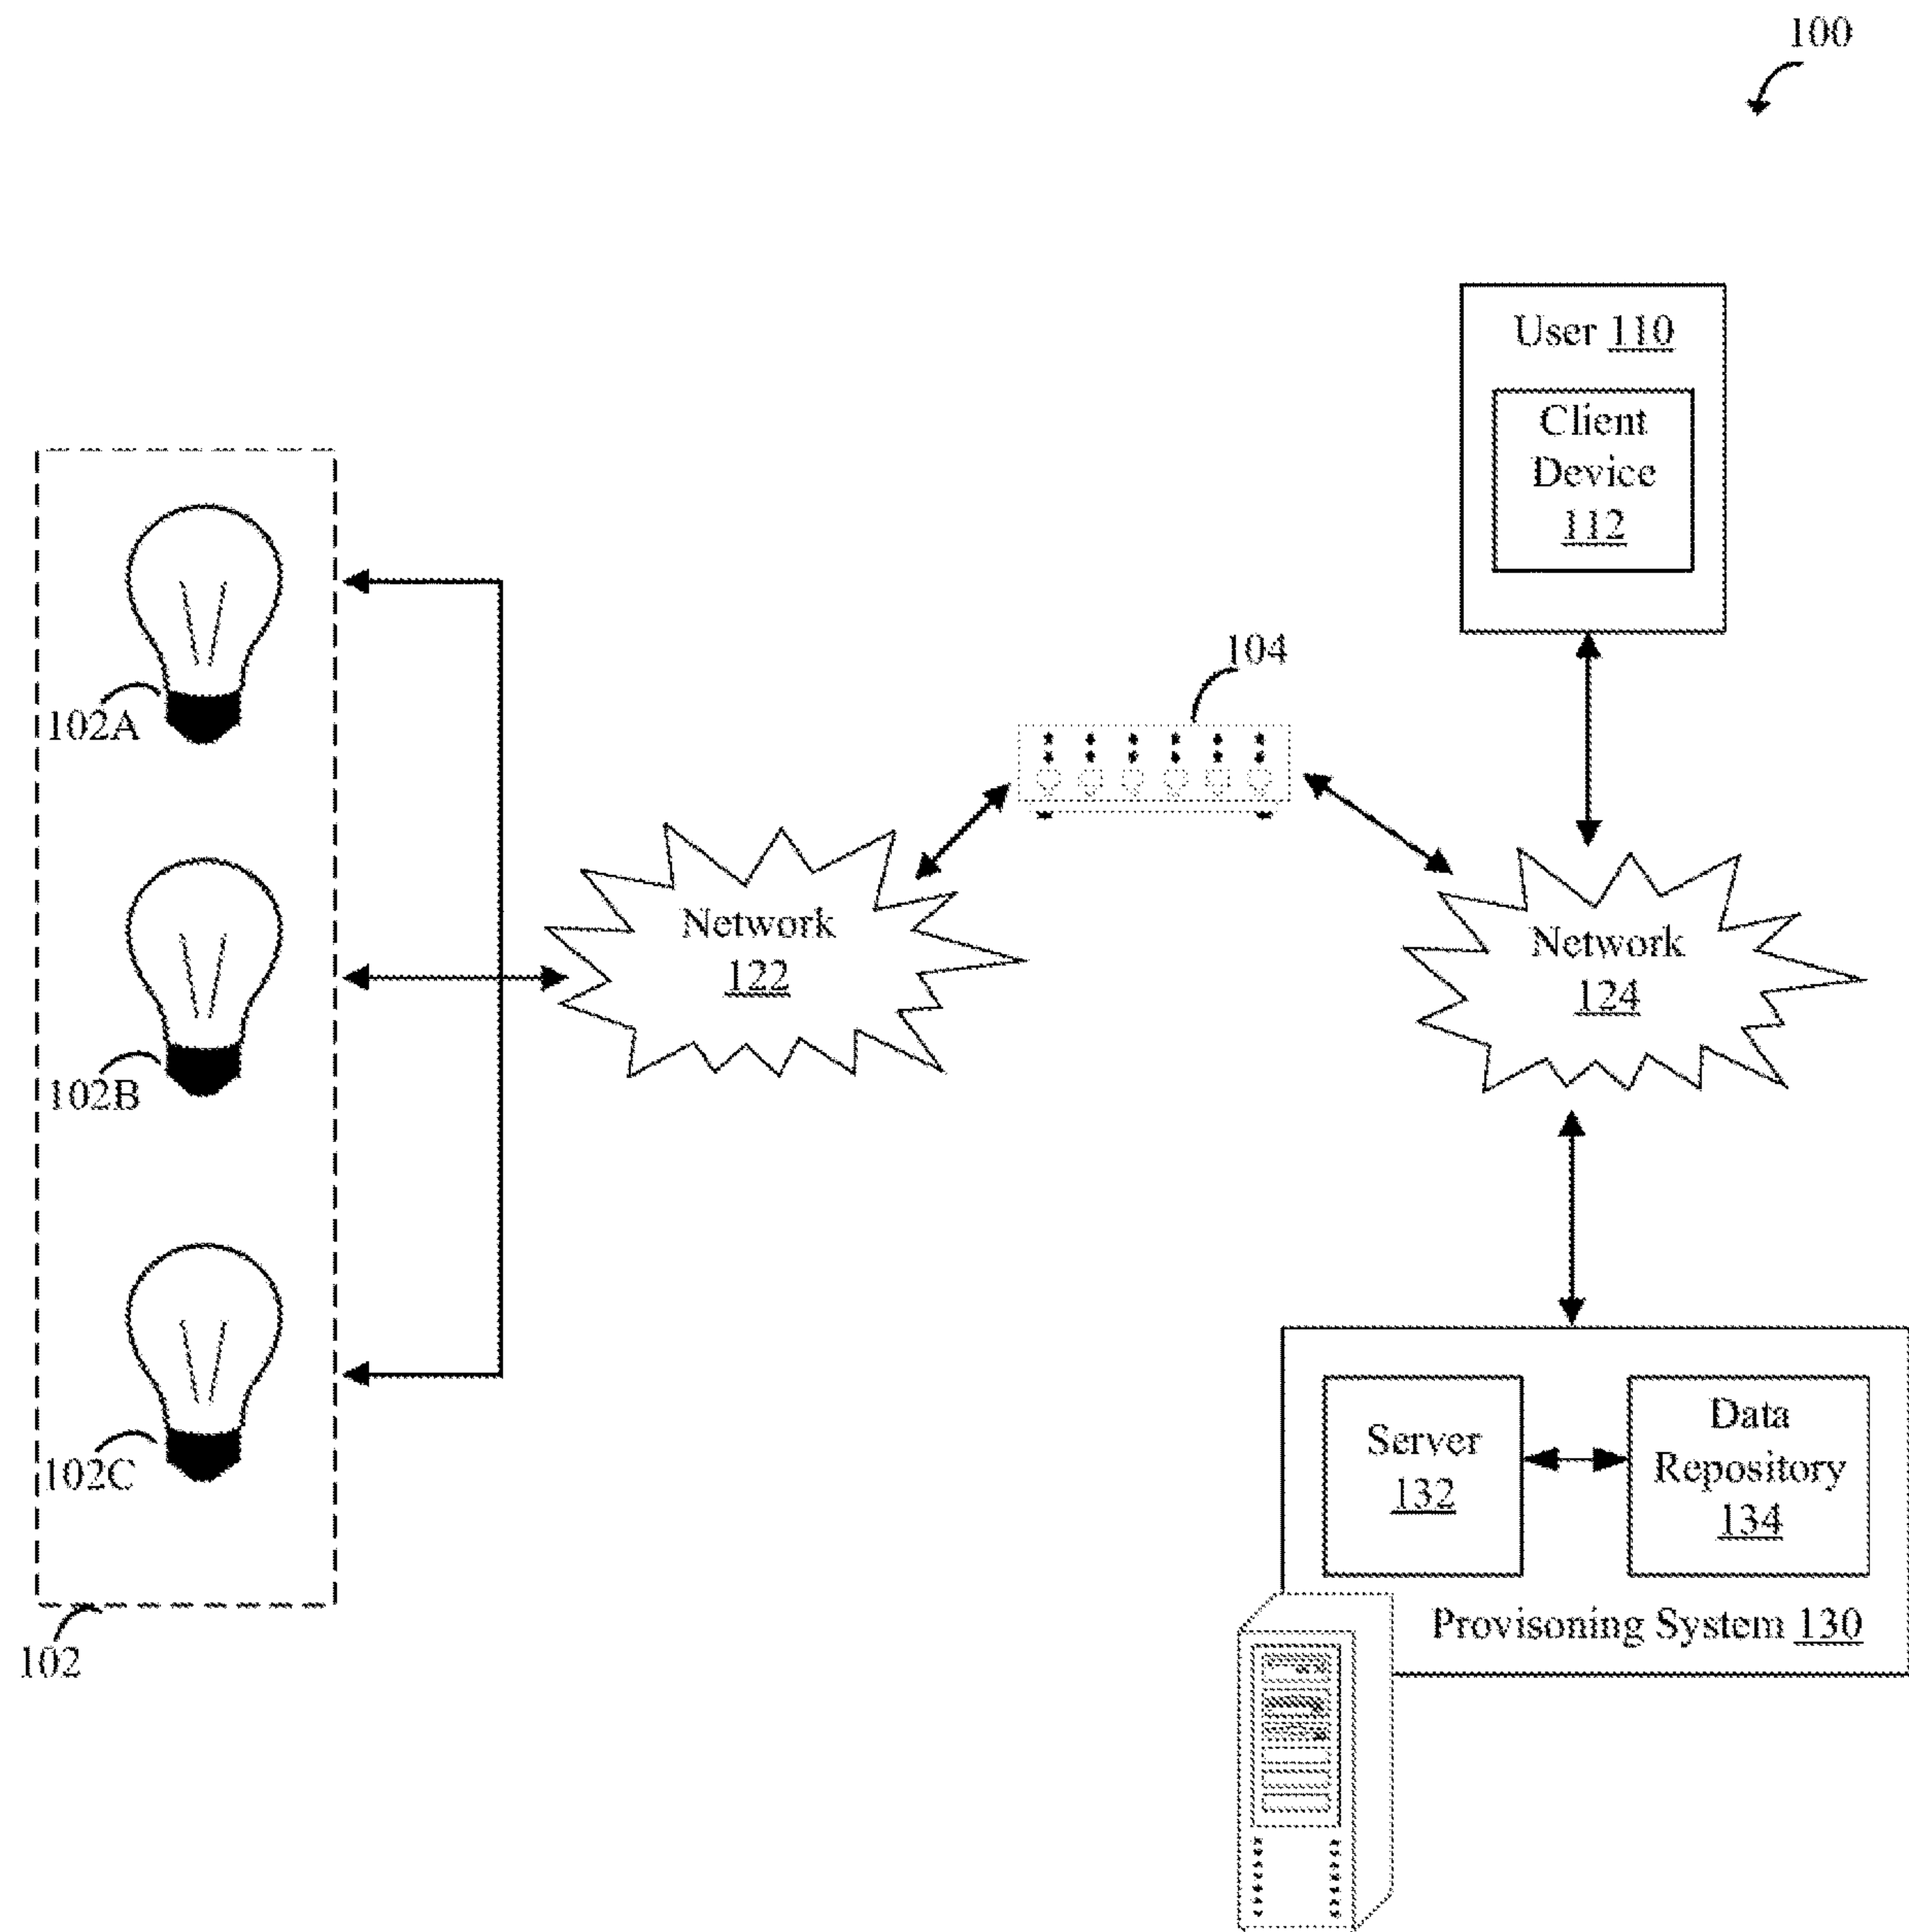 100
User 110
Client
Device
112
104
102A
Network
122
Network
124
102B
102C
Server
132
Data
Repository
134
Provisoning System 130
102